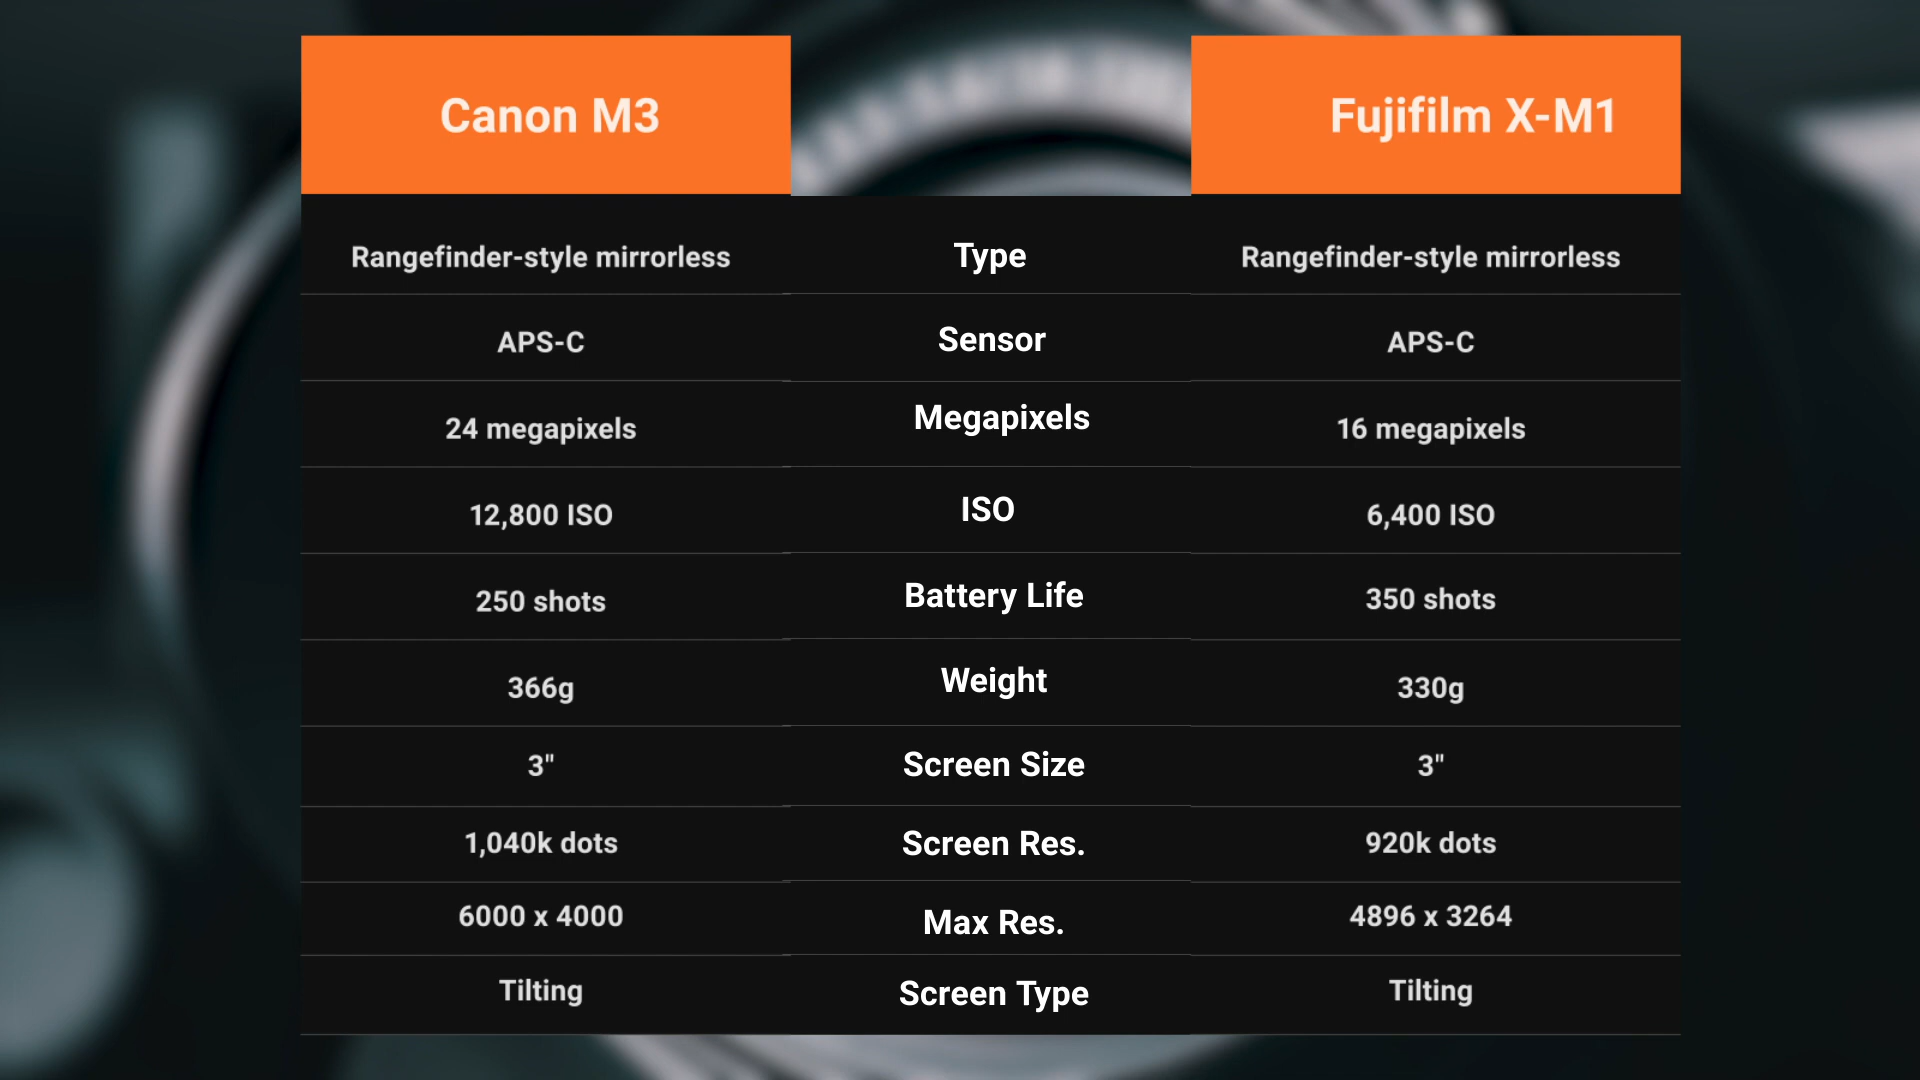 Canon M3
Fujifilm X-M1
Rangefinder-style mirrorless Type Rangefinder-style mirrorless
APS-C Sensor APS-C
24 megapixels Megapixels 16 megapixels
12,800 ISO ISO 6,400 ISO
250 shots Battery Life 350 shots
366g Weight 330g
3" Screen Size 3"
1,040k dots Screen Res. 920k dots
6000 x 4000 Max Res. 4896 x 3264
Tilting Screen Type Tilting